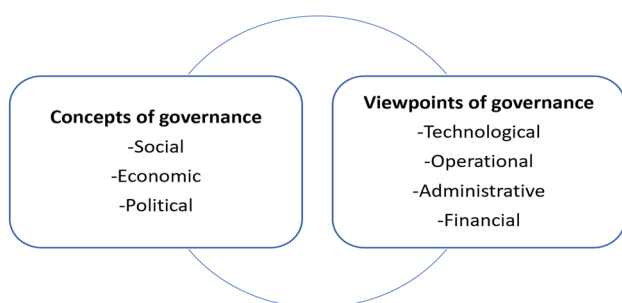 Concepts of governance
-Social
-Economic
-Political
Viewpoints of governance
-Technological
-Operational
-Administrative
-Financial